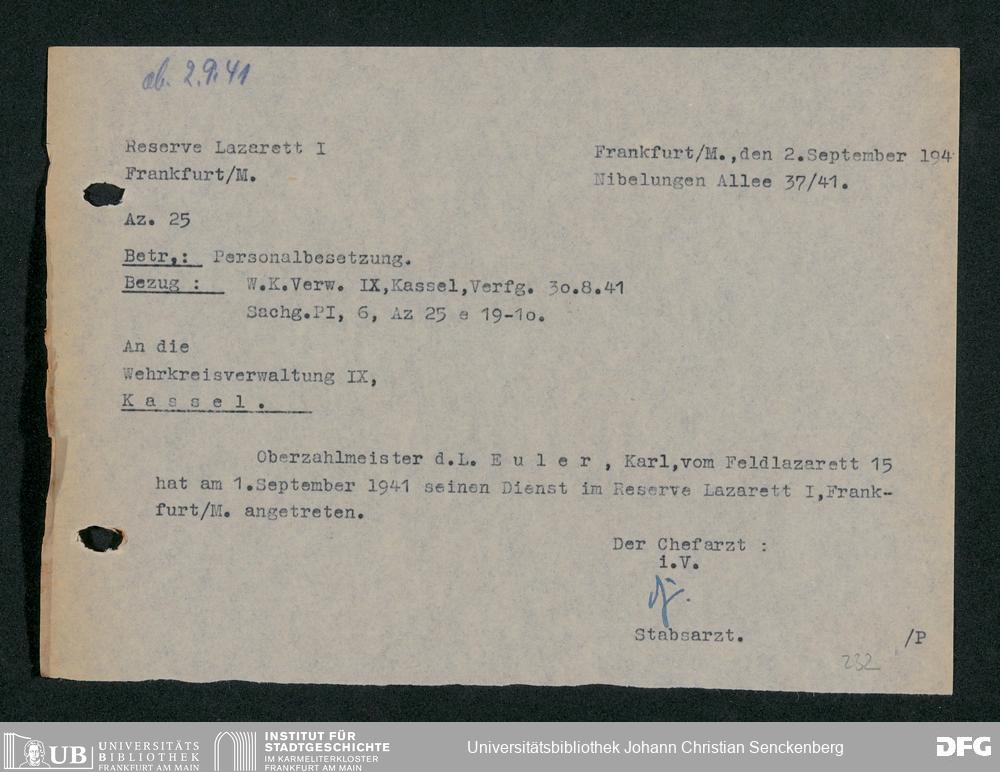 ab. 2.9.41
Reserve Lazarett I
Frankfurt/M.
Frankfurt/M.,den 2.September 194
Nibelungen Allee 37/41.
Az. 25
Betr,: Personalbesetzung.
Bezug : W.K.Verw. IX,Kassel,Verfg. 3o.8.41
Sachg.PI, 6, Az 25 e 19-1o.
An die
Wehrkreisverwaltung IX,
K a s s e l .
Oberzahlmeister d.L. E u l e r , Karl,vom Feldlazarett 15
hat am 1.September 1941 seinen Dienst im Reserve Lazarett I,Frank-
furt/M. angetreten.
Der Chefarzt :
i.V.
Stabsarzt.
/P
232
UB UNIVERSITÄTS
BIBLIOTHEK
FRANKFURT AM MAIN
INSTITUT FÜR
STADTGESCHICHTE
IM KARMELITERKLOSTER
FRANKFURT AM MAIN
Universitätsbibliothek Johann Christian Senckenberg
DFG